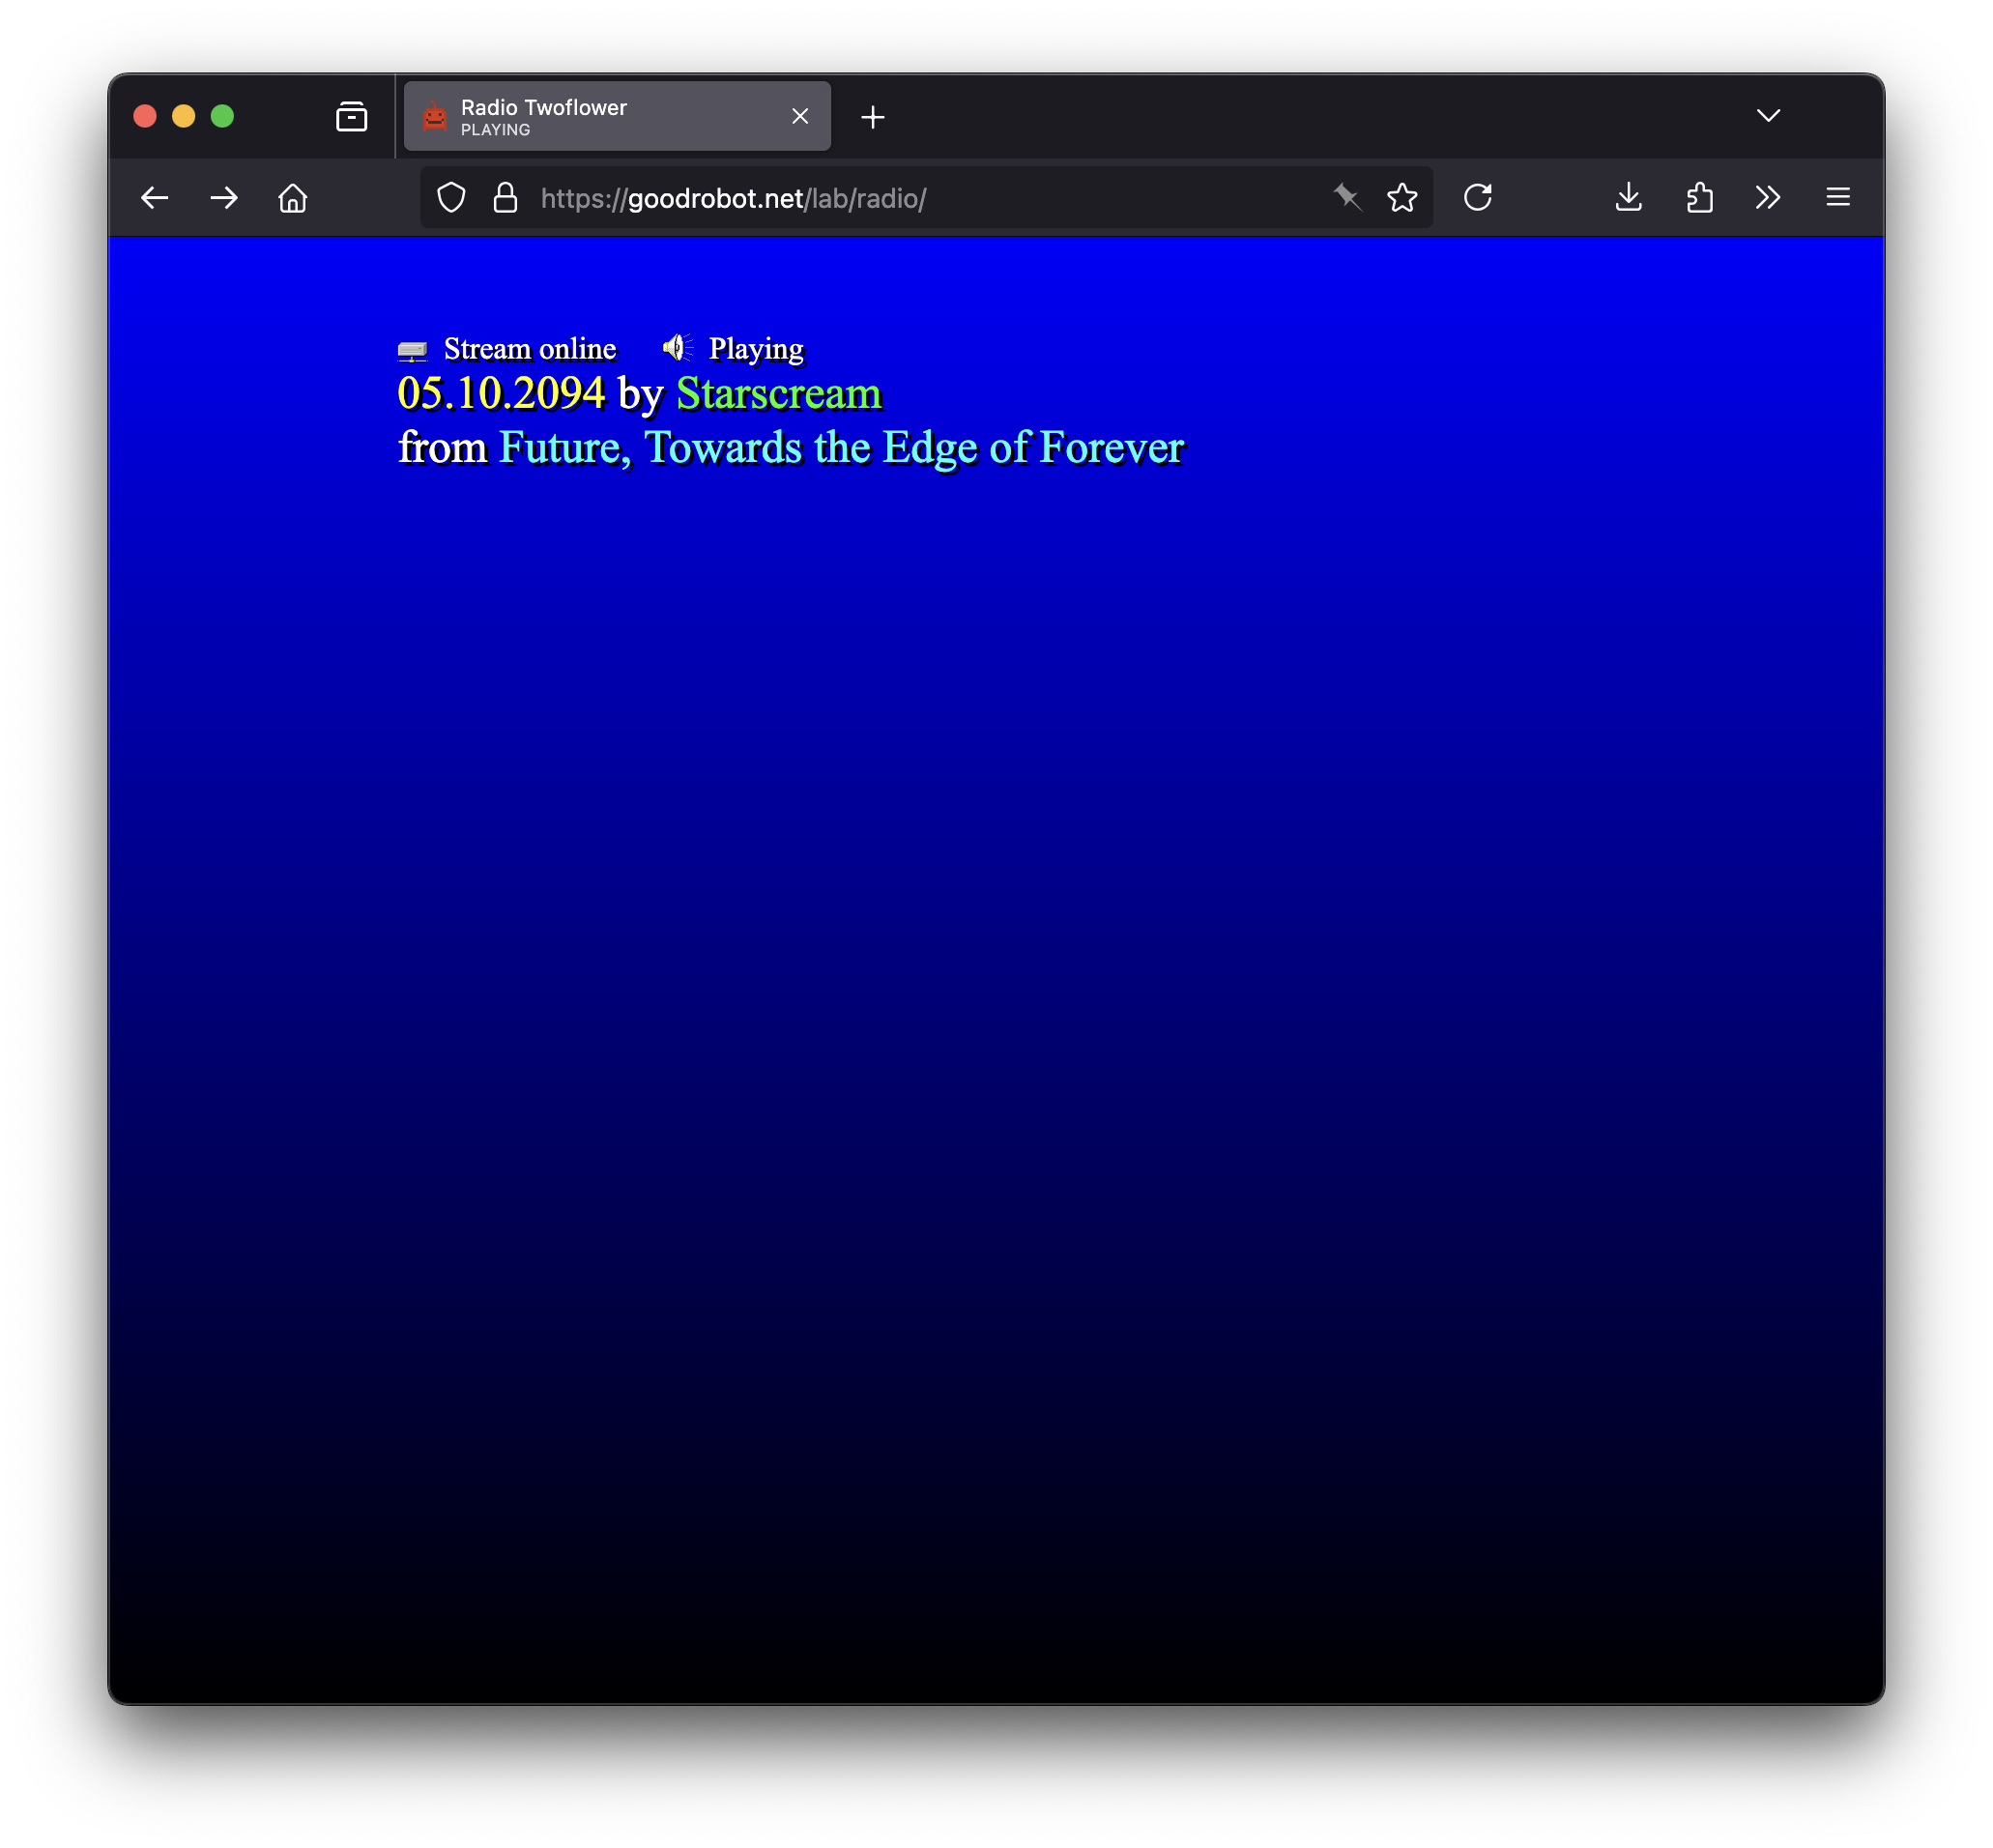 Radio Twoflower
PLAYING
https://goodrobot.net/lab/radio/
Stream online Playing
05.10.2094 by Starscream
from Future, Towards the Edge of Forever